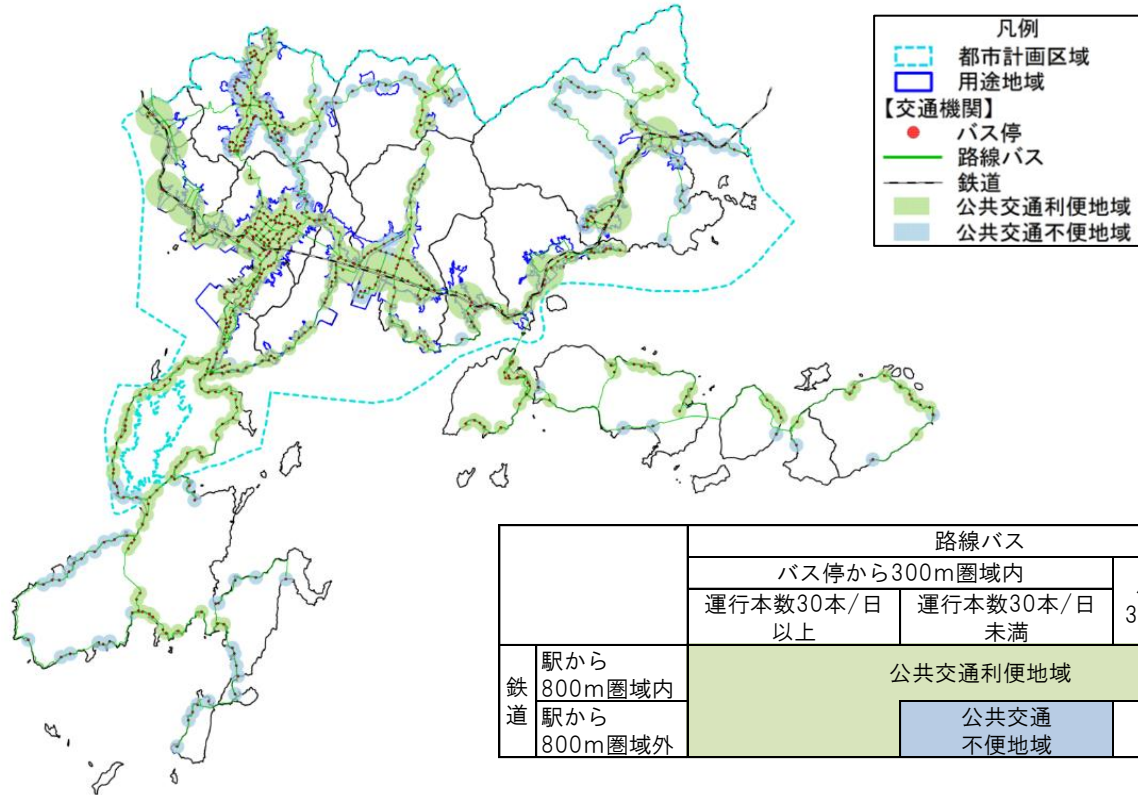 凡例
都市計画区域
用途地域
【交通機関】
バス停
路線バス
鉄道
公共交通利便地域
公共交通不便地域
路線バス
バス停から300m圏域内
運行本数30本/日
以上
運行本数30本/日
未満
3
鉄道
駅から
800m圏域内
公共交通利便地域
駅から
800m圏域外
公共交通
不便地域